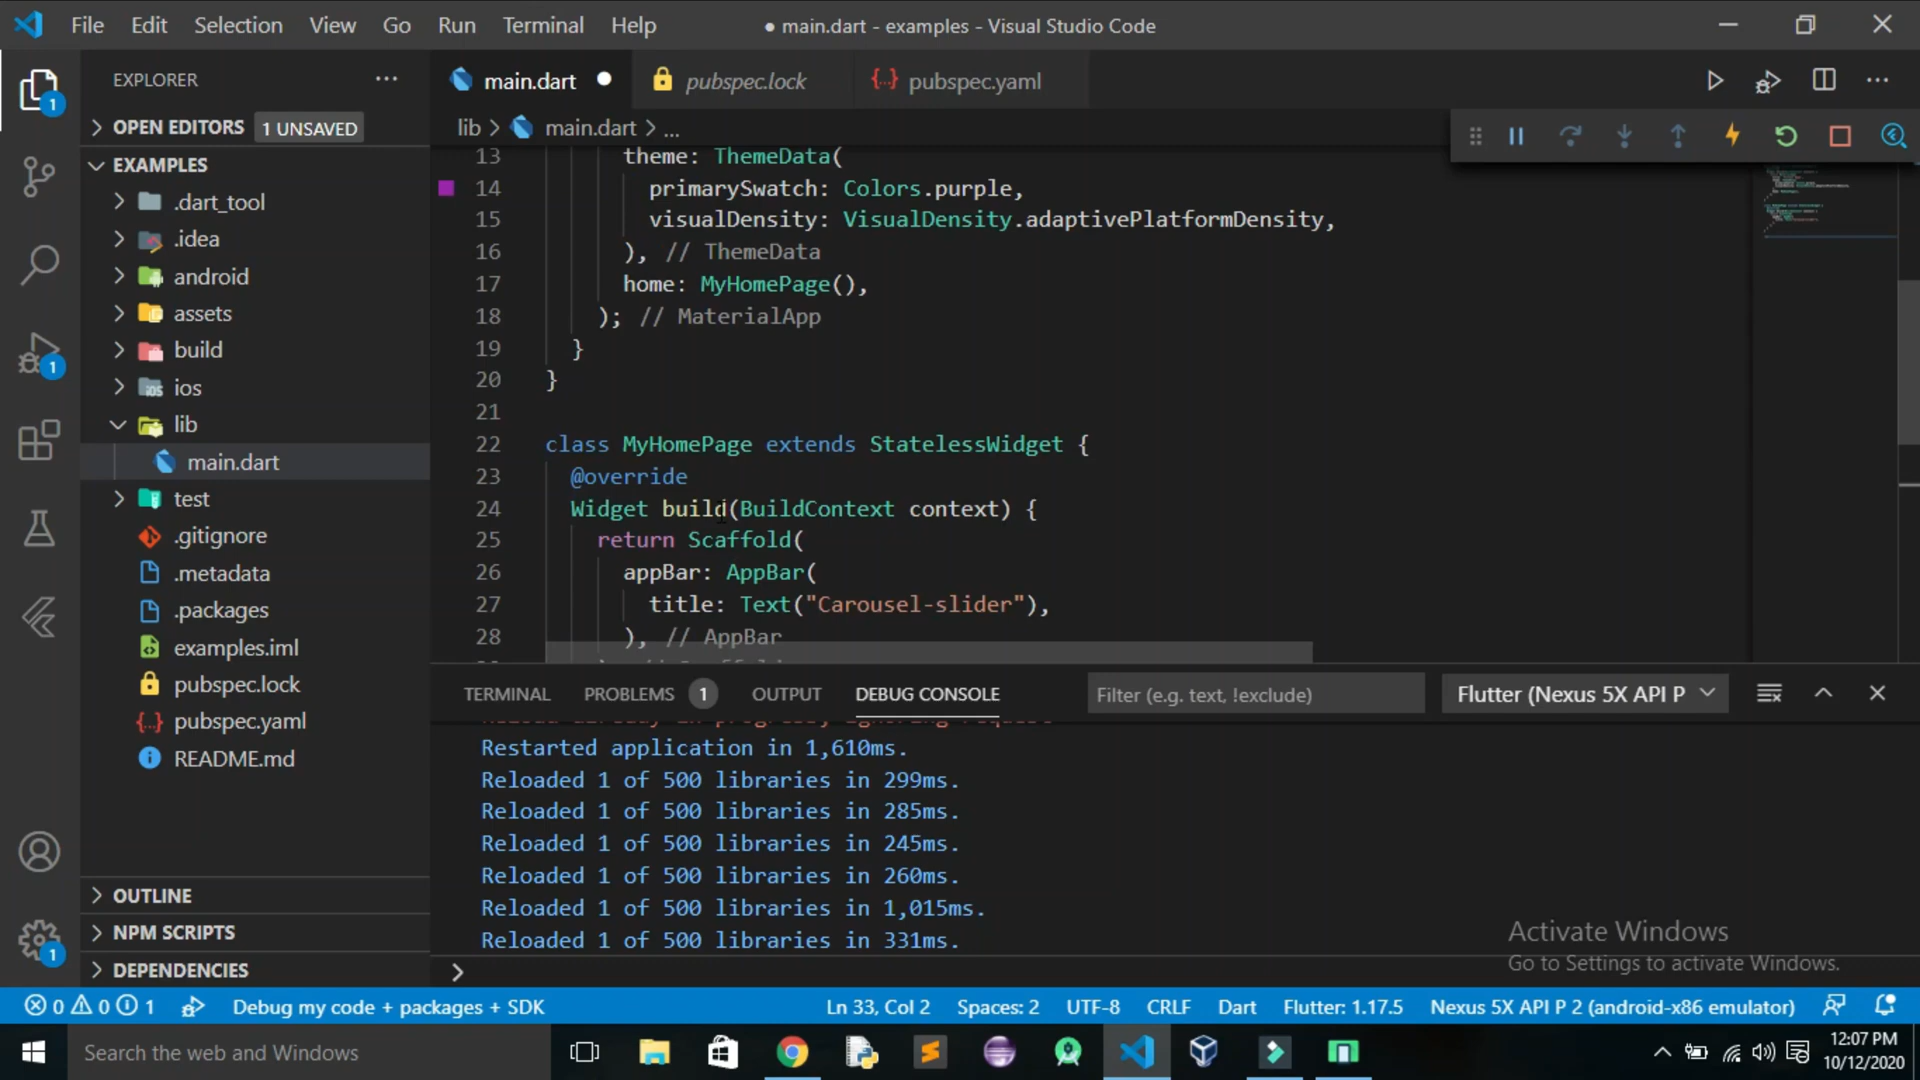 File Edit Selection View Go Run Terminal Help
● main.dart - examples - Visual Studio Code
EXPLORER
main.dart
pubspec.lock
pubspec.yaml
OPEN EDITORS 1 UNSAVED
lib > main.dart > ...
EXAMPLES
.dart_tool
.idea
android
assets
build
ios
lib
main.dart
test
.gitignore
.metadata
.packages
examples.iml
pubspec.lock
pubspec.yaml
README.md
OUTLINE
NPM SCRIPTS
DEPENDENCIES
13 theme: ThemeData(
14 primarySwatch: Colors.purple,
15 visualDensity: VisualDensity.adaptivePlatformDensity,
16 ), // ThemeData
17 home: MyHomePage(),
18 ); // MaterialApp
19 }
20 }
21
22 class MyHomePage extends StatelessWidget {
23 @override
24 Widget build(BuildContext context) {
25 return Scaffold(
26 appBar: AppBar(
27 title: Text("Carousel-slider"),
28 ), // AppBar
TERMINAL PROBLEMS 1 OUTPUT DEBUG CONSOLE
Filter (e.g. text, !exclude)
Flutter (Nexus 5X API P
Restarted application in 1,610ms.
Reloaded 1 of 500 libraries in 299ms.
Reloaded 1 of 500 libraries in 285ms.
Reloaded 1 of 500 libraries in 245ms.
Reloaded 1 of 500 libraries in 260ms.
Reloaded 1 of 500 libraries in 1,015ms.
Reloaded 1 of 500 libraries in 331ms.
Activate Windows
Go to Settings to activate Windows.
0 0 1 Debug my code + packages + SDK
Ln 33, Col 2 Spaces: 2 UTF-8 CRLF Dart Flutter: 1.17.5 Nexus 5X API P 2 (android-x86 emulator)
Search the web and Windows
12:07 PM
10/12/2020